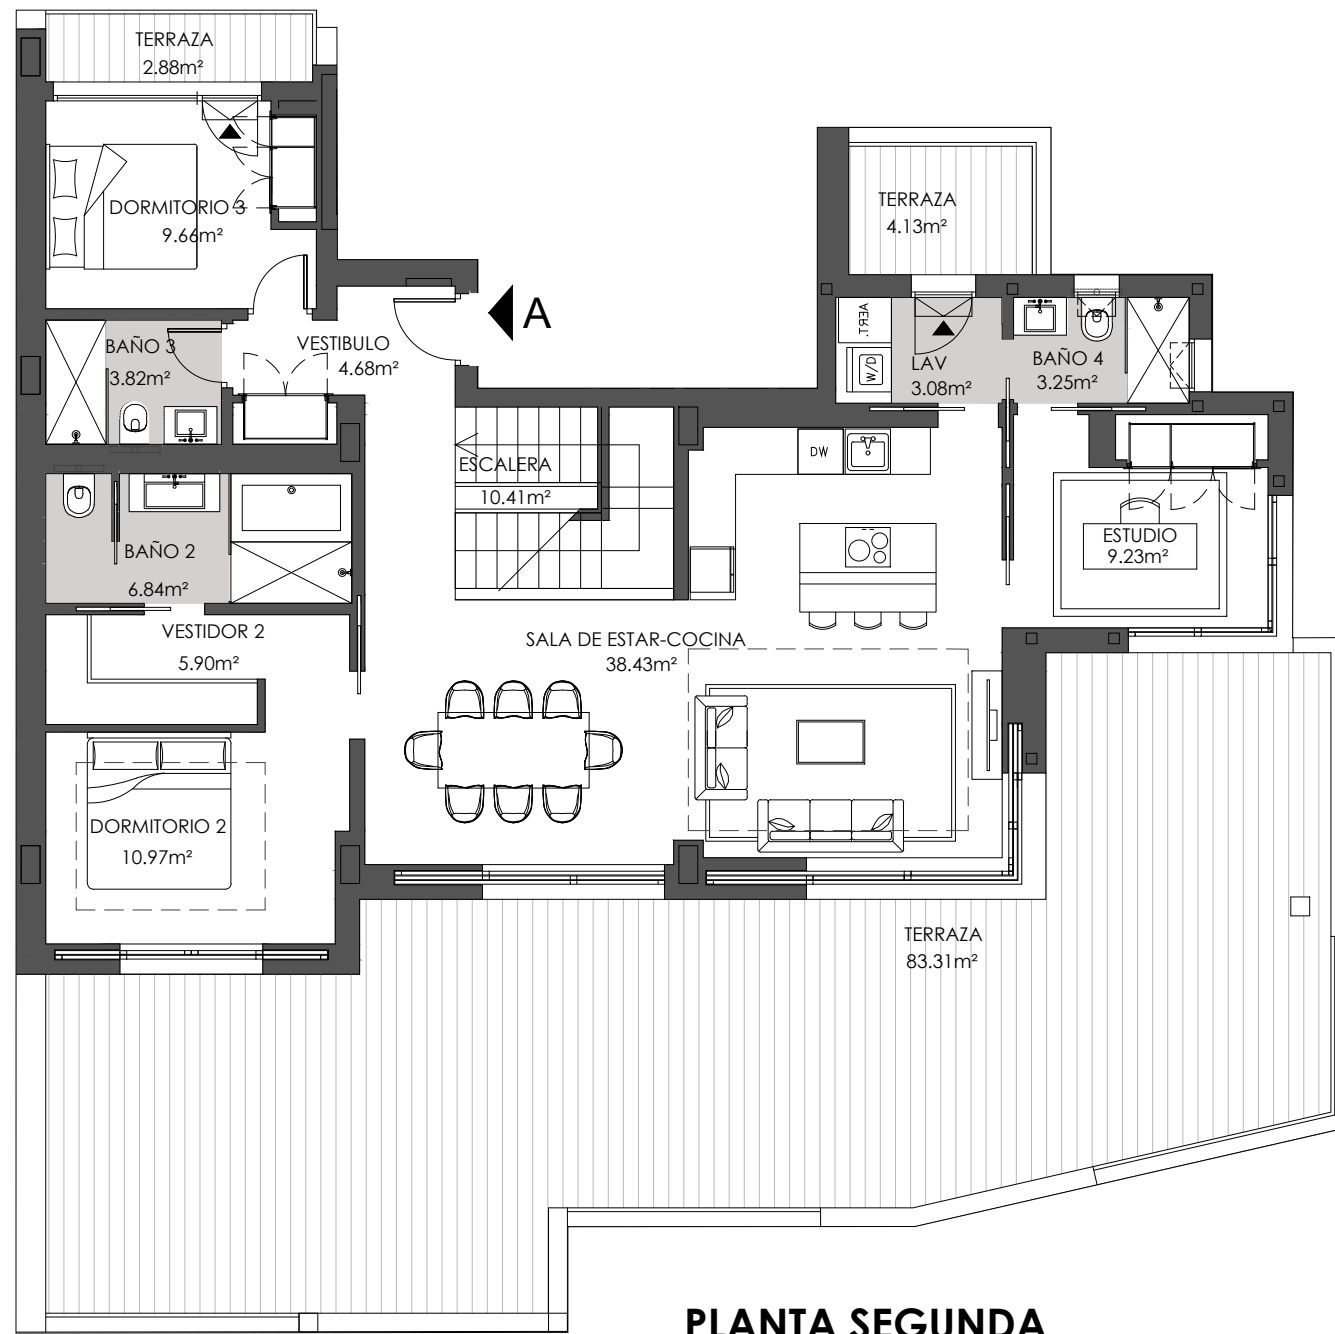 TERRAZA
2.88m²
DORMITORIO 3
9.66m²
TERRAZA
4.13m²
A
VESTIBULO
4.68m²
BAÑO 3
3.82m²
AERT.
W/D
LAV
3.08m²
BAÑO 4
3.25m²
DW
ESCALERA
10.41m²
ESTUDIO
9.23m²
BAÑO 2
6.84m²
VESTIDOR 2
5.90m²
SALA DE ESTAR-COCINA
38.43m²
DORMITORIO 2
10.97m²
TERRAZA
83.31m²
PLANTA SEGUNDA